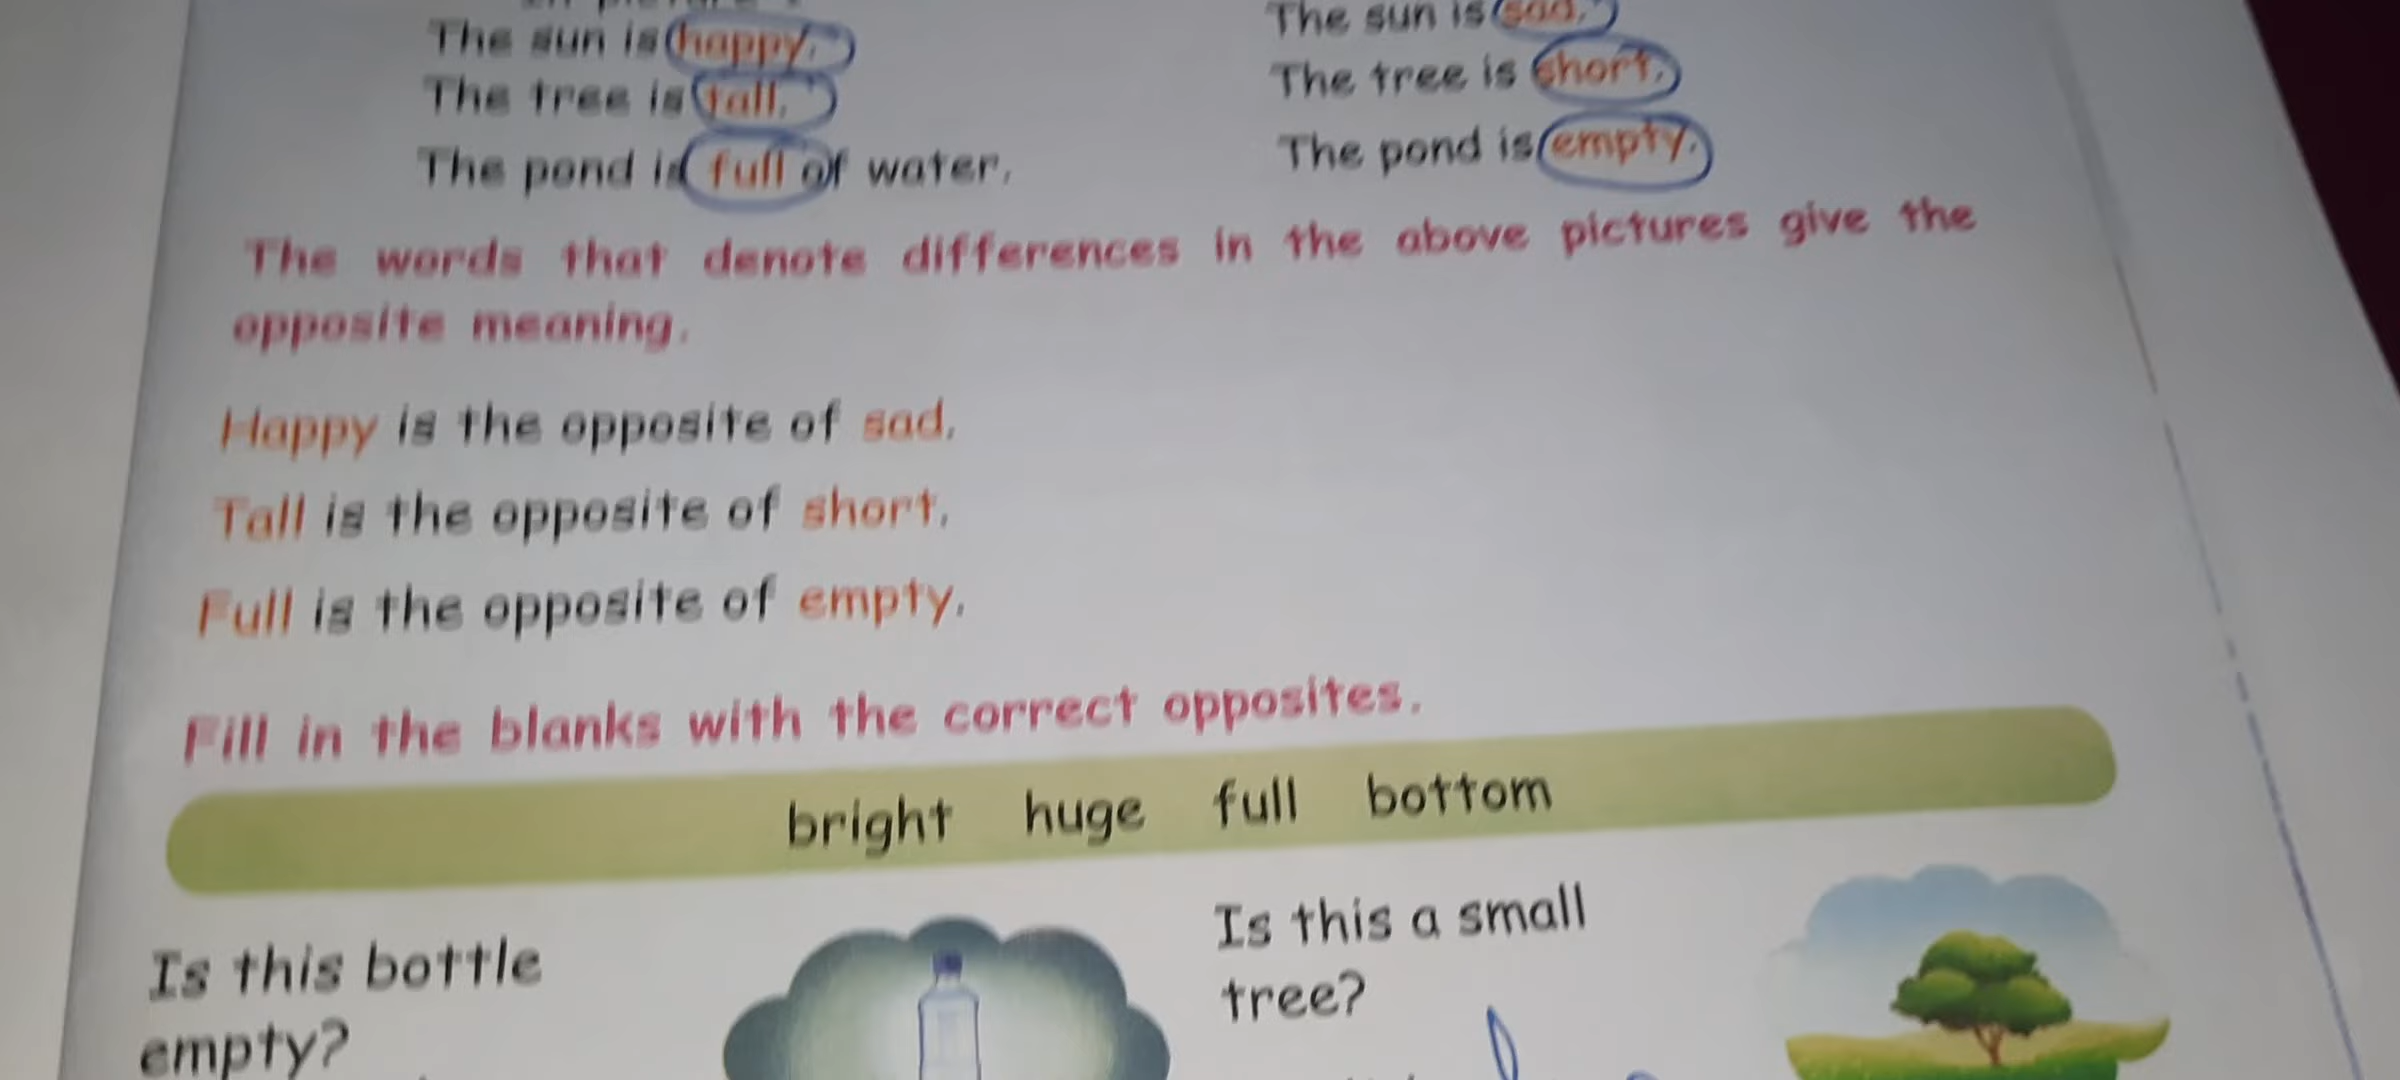 The sun is happy.
The tree is tall.
The pond is full of water.
The sun is sad.
The tree is short.
The pond is empty.
The words that denote differences in the above pictures give the
opposite meaning.
Happy is the opposite of sad.
Tall is the opposite of short.
Full is the opposite of empty.
Fill in the blanks with the correct opposites.
bright huge full bottom
Is this bottle
empty?
Is this a small
tree?